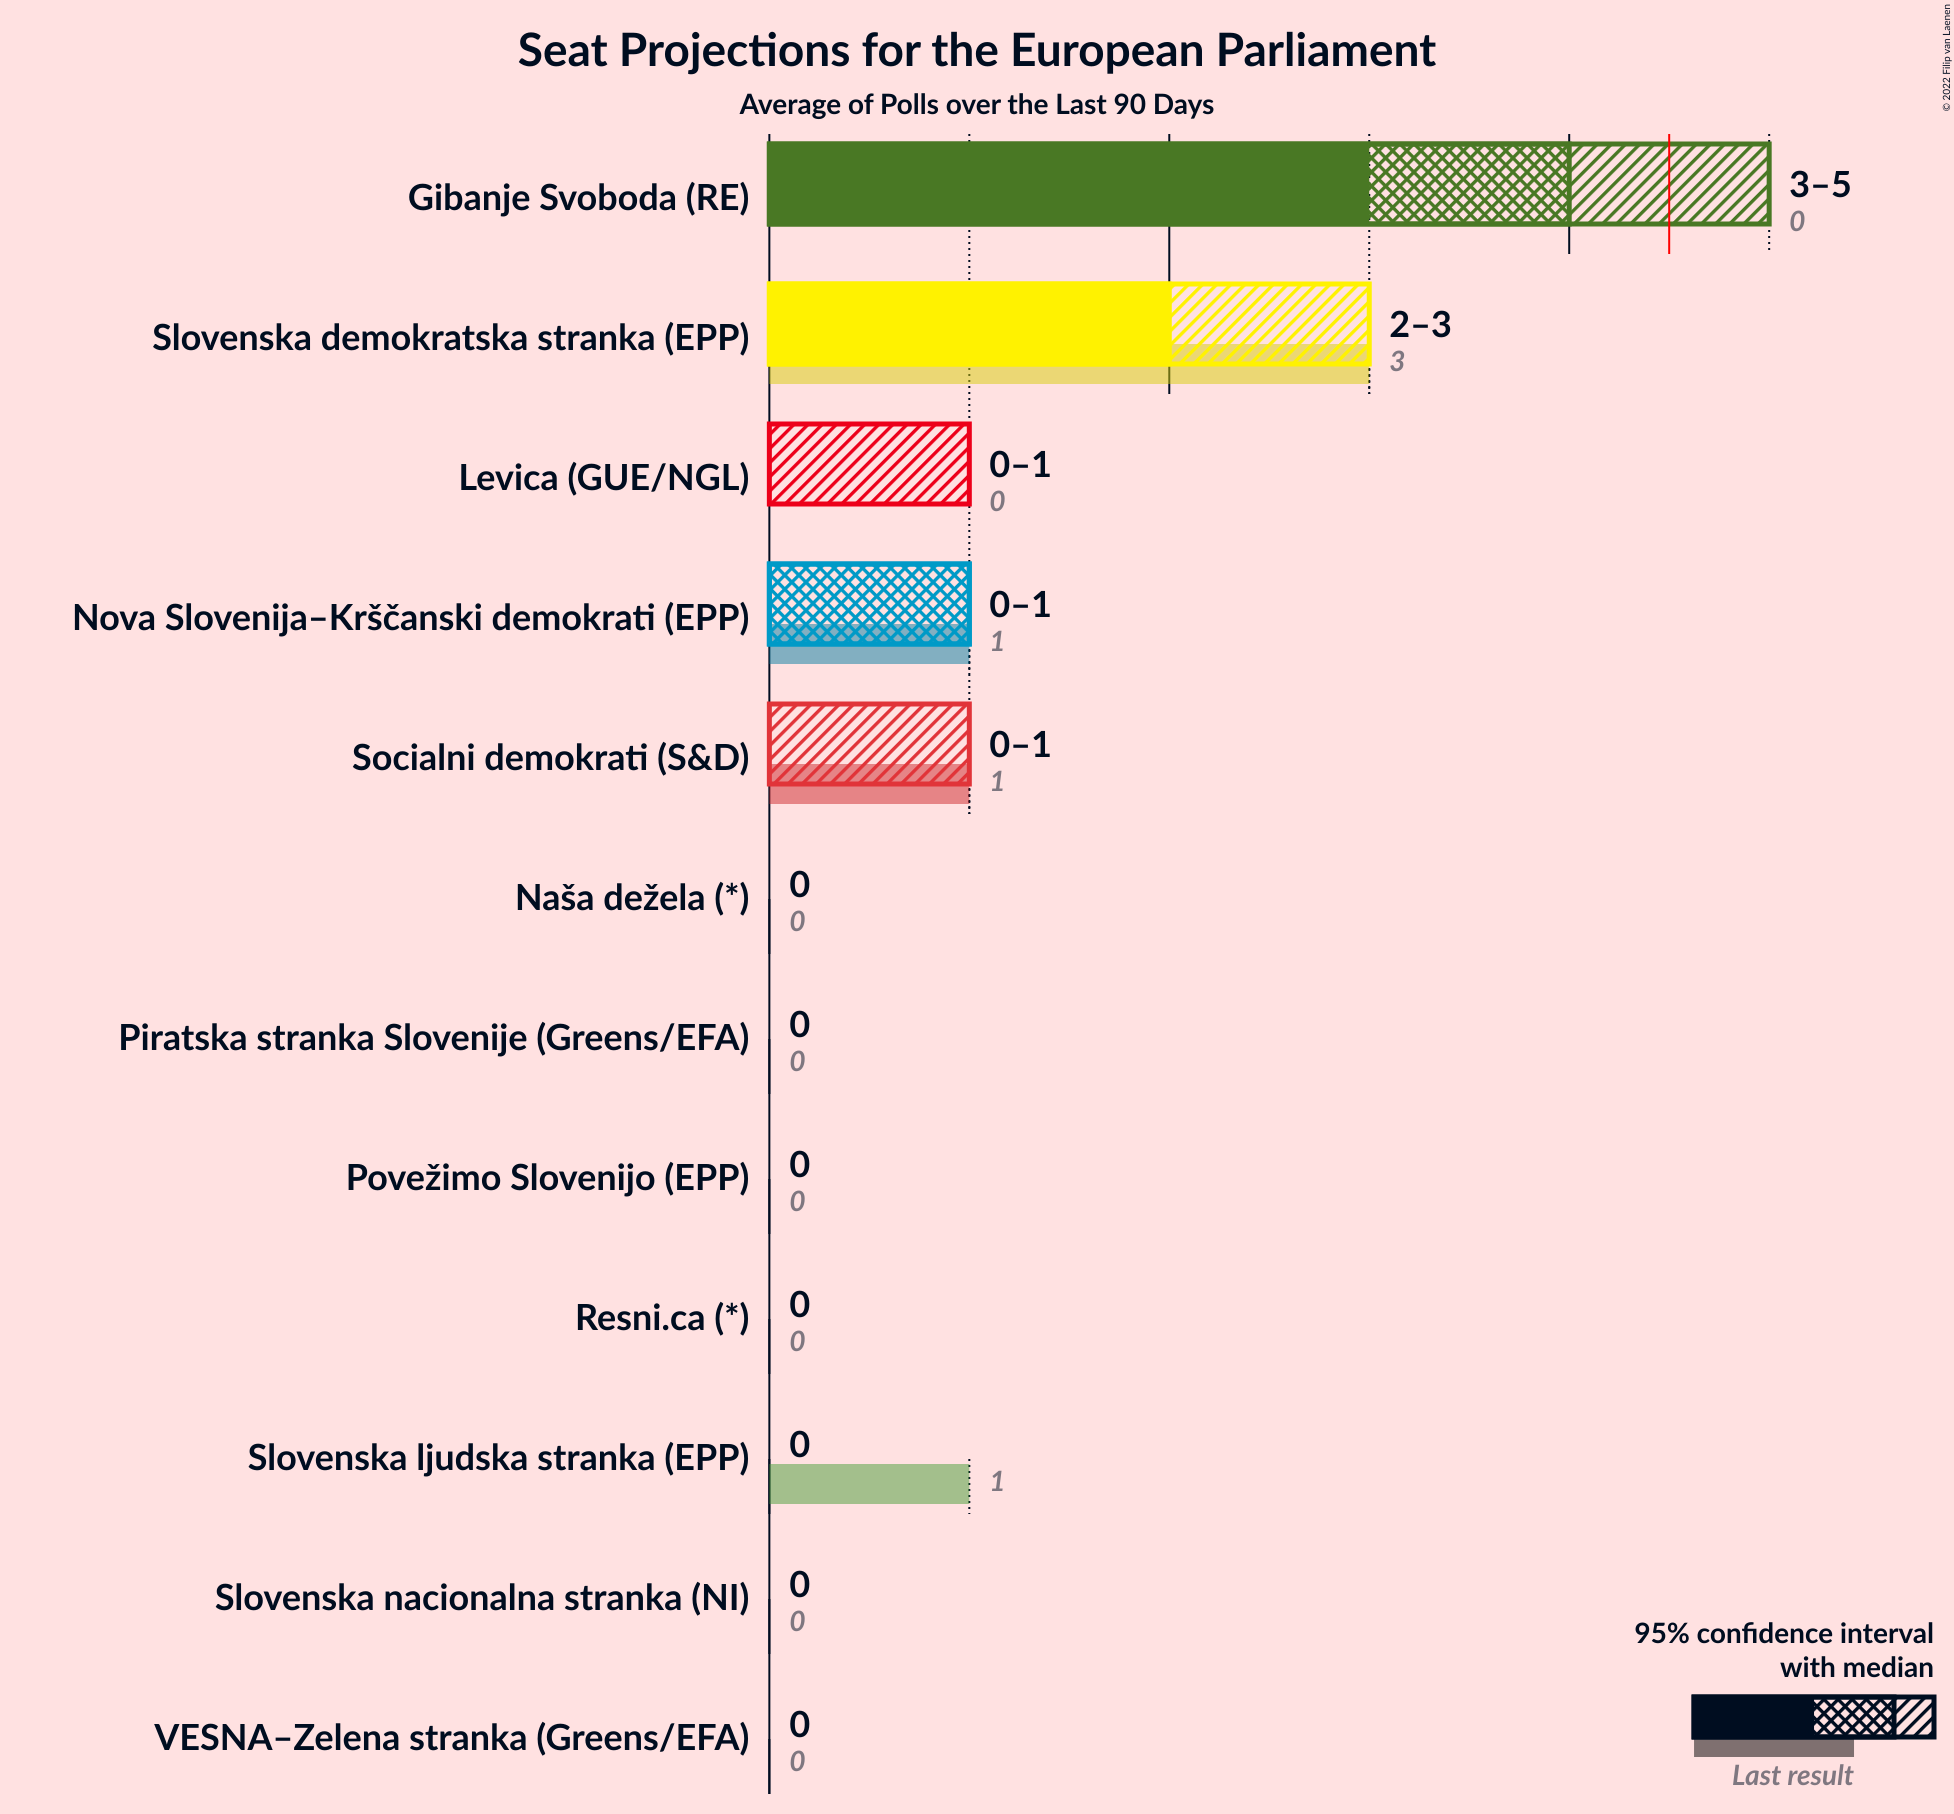 Seat Projections for the European Parliament
Average of Polls over the Last 90 Days
© 2022 Filip van Laenen
Gibanje Svoboda (RE)
3–5
0
Slovenska demokratska stranka (EPP)
2–3
3
Levica (GUE/NGL)
0–1
0
Nova Slovenija–Krščanski demokrati (EPP)
0–1
1
Socialni demokrati (S&D)
0–1
1
Naša dežela (*)
0
0
Piratska stranka Slovenije (Greens/EFA)
0
0
Povežimo Slovenijo (EPP)
0
0
Resni.ca (*)
0
0
Slovenska ljudska stranka (EPP)
0
1
Slovenska nacionalna stranka (NI)
0
0
VESNA–Zelena stranka (Greens/EFA)
0
0
95% confidence interval
with median
Last result